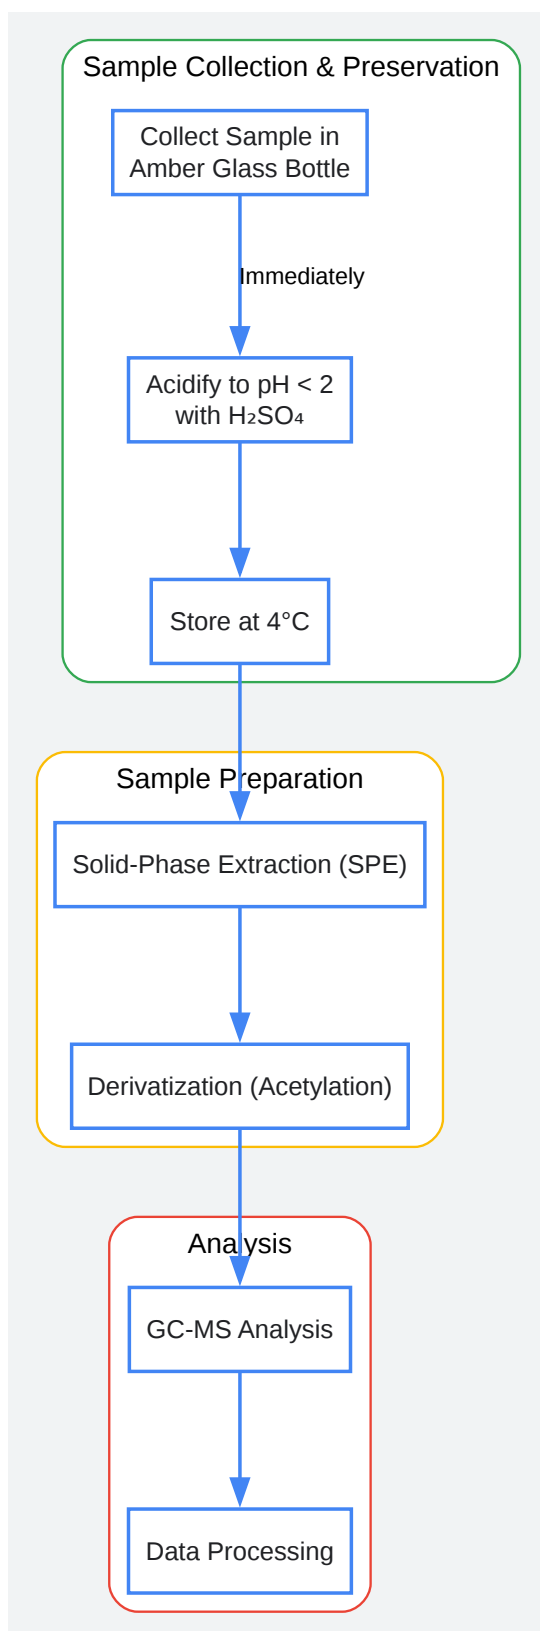 Sample Collection & Preservation
Collect Sample in
Amber Glass Bottle
Immediately
Acidify to pH < 2
with H₂SO₄
Store at 4°C
Sample Preparation
Solid-Phase Extraction (SPE)
Derivatization (Acetylation)
Analysis
GC-MS Analysis
Data Processing